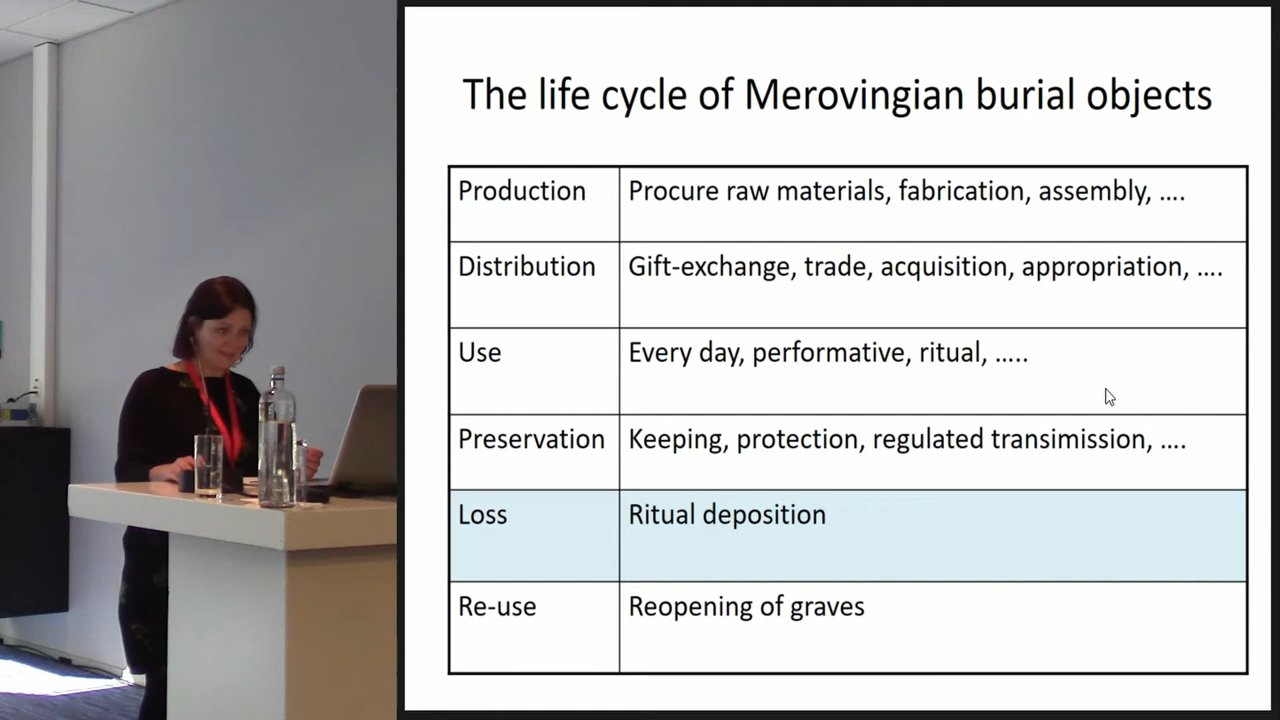 The life cycle of Merovingian burial objects
Production Procure raw materials, fabrication, assembly, ....
Distribution Gift-exchange, trade, acquisition, appropriation, ....
Use Every day, performative, ritual, .....
Preservation Keeping, protection, regulated transimission, ....
Loss Ritual deposition
Re-use Reopening of graves